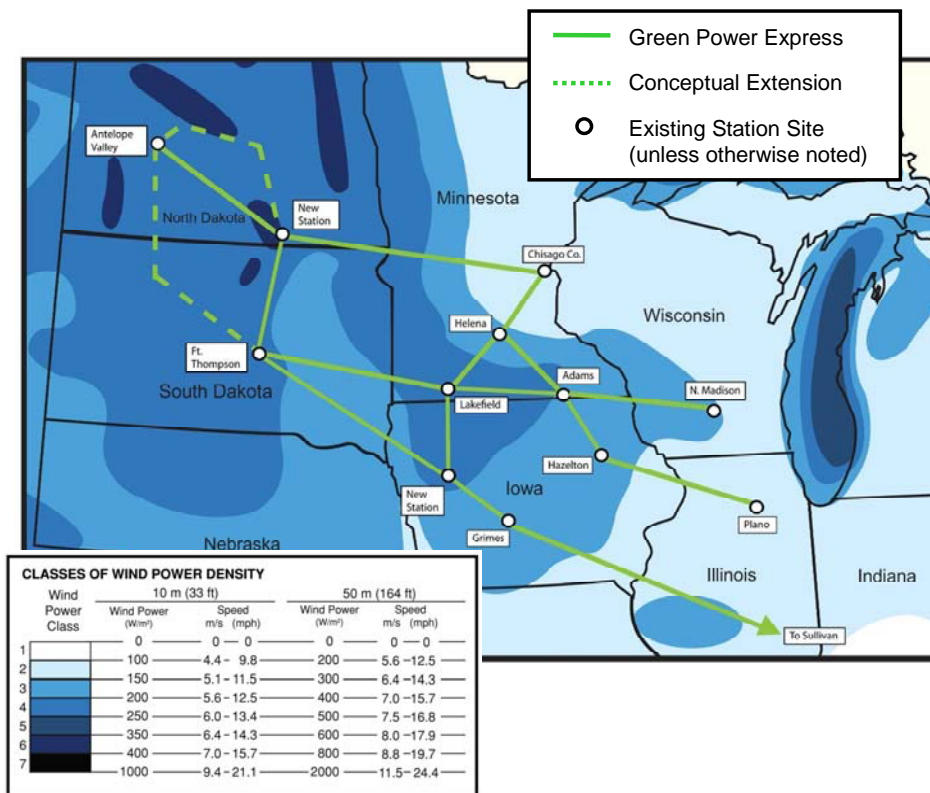 Green Power Express
Conceptual Extension
Existing Station Site
(unless otherwise noted)
Antelope
Valley
North Dakota
New
Station
Minnesota
Chisago Co.
Helena
Wisconsin
Ft.
Thompson
South Dakota
Adams
Lakefield
N. Madison
Hazelton
New
Station
Iowa
Grimes
Plano
Nebraska
Illinois
Indiana
To Sullivan
CLASSES OF WIND POWER DENSITY
Wind
Power
Class
10 m (33 ft)
50 m (164 ft)
Wind Power
(W/m²)
Speed
m/s (mph)
Wind Power
(W/m²)
Speed
m/s (mph)
0 0 0 0 0 0
1
100 4.4 – 9.8 200 5.6 –12.5
2
150 5.1 – 11.5 300 6.4 –14.3
3
200 5.6 – 12.5 400 7.0 –15.7
4
250 6.0 – 13.4 500 7.5 –16.8
5
350 6.4 – 14.3 600 8.0 –17.9
6
400 7.0 – 15.7 800 8.8 –19.7
7
1000 9.4 – 21.1 2000 11.5 – 24.4